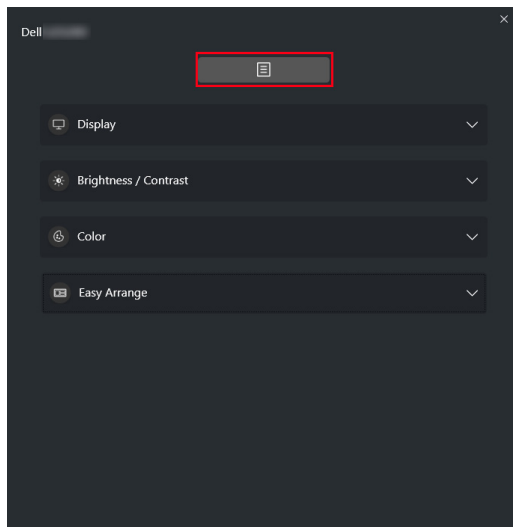 Dell
Display
Brightness / Contrast
Color
Easy Arrange